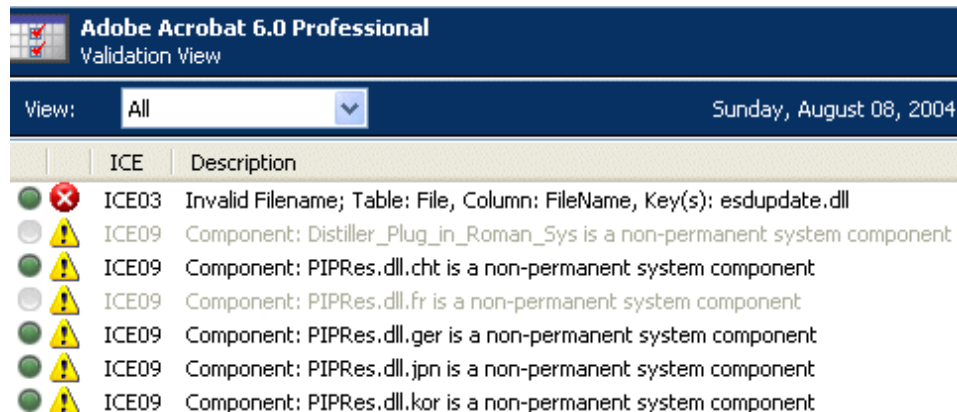 Adobe Acrobat 6.0 Professional
Validation View
View: All Sunday, August 08, 2004
ICE Description
ICE03 Invalid Filename; Table: File, Column: FileName, Key(s): esdupdate.dll
ICE09 Component: Distiller_Plug_in_Roman_Sys is a non-permanent system component
ICE09 Component: PIPRes.dll.cht is a non-permanent system component
ICE09 Component: PIPRes.dll.fr is a non-permanent system component
ICE09 Component: PIPRes.dll.ger is a non-permanent system component
ICE09 Component: PIPRes.dll.jpn is a non-permanent system component
ICE09 Component: PIPRes.dll.kor is a non-permanent system component